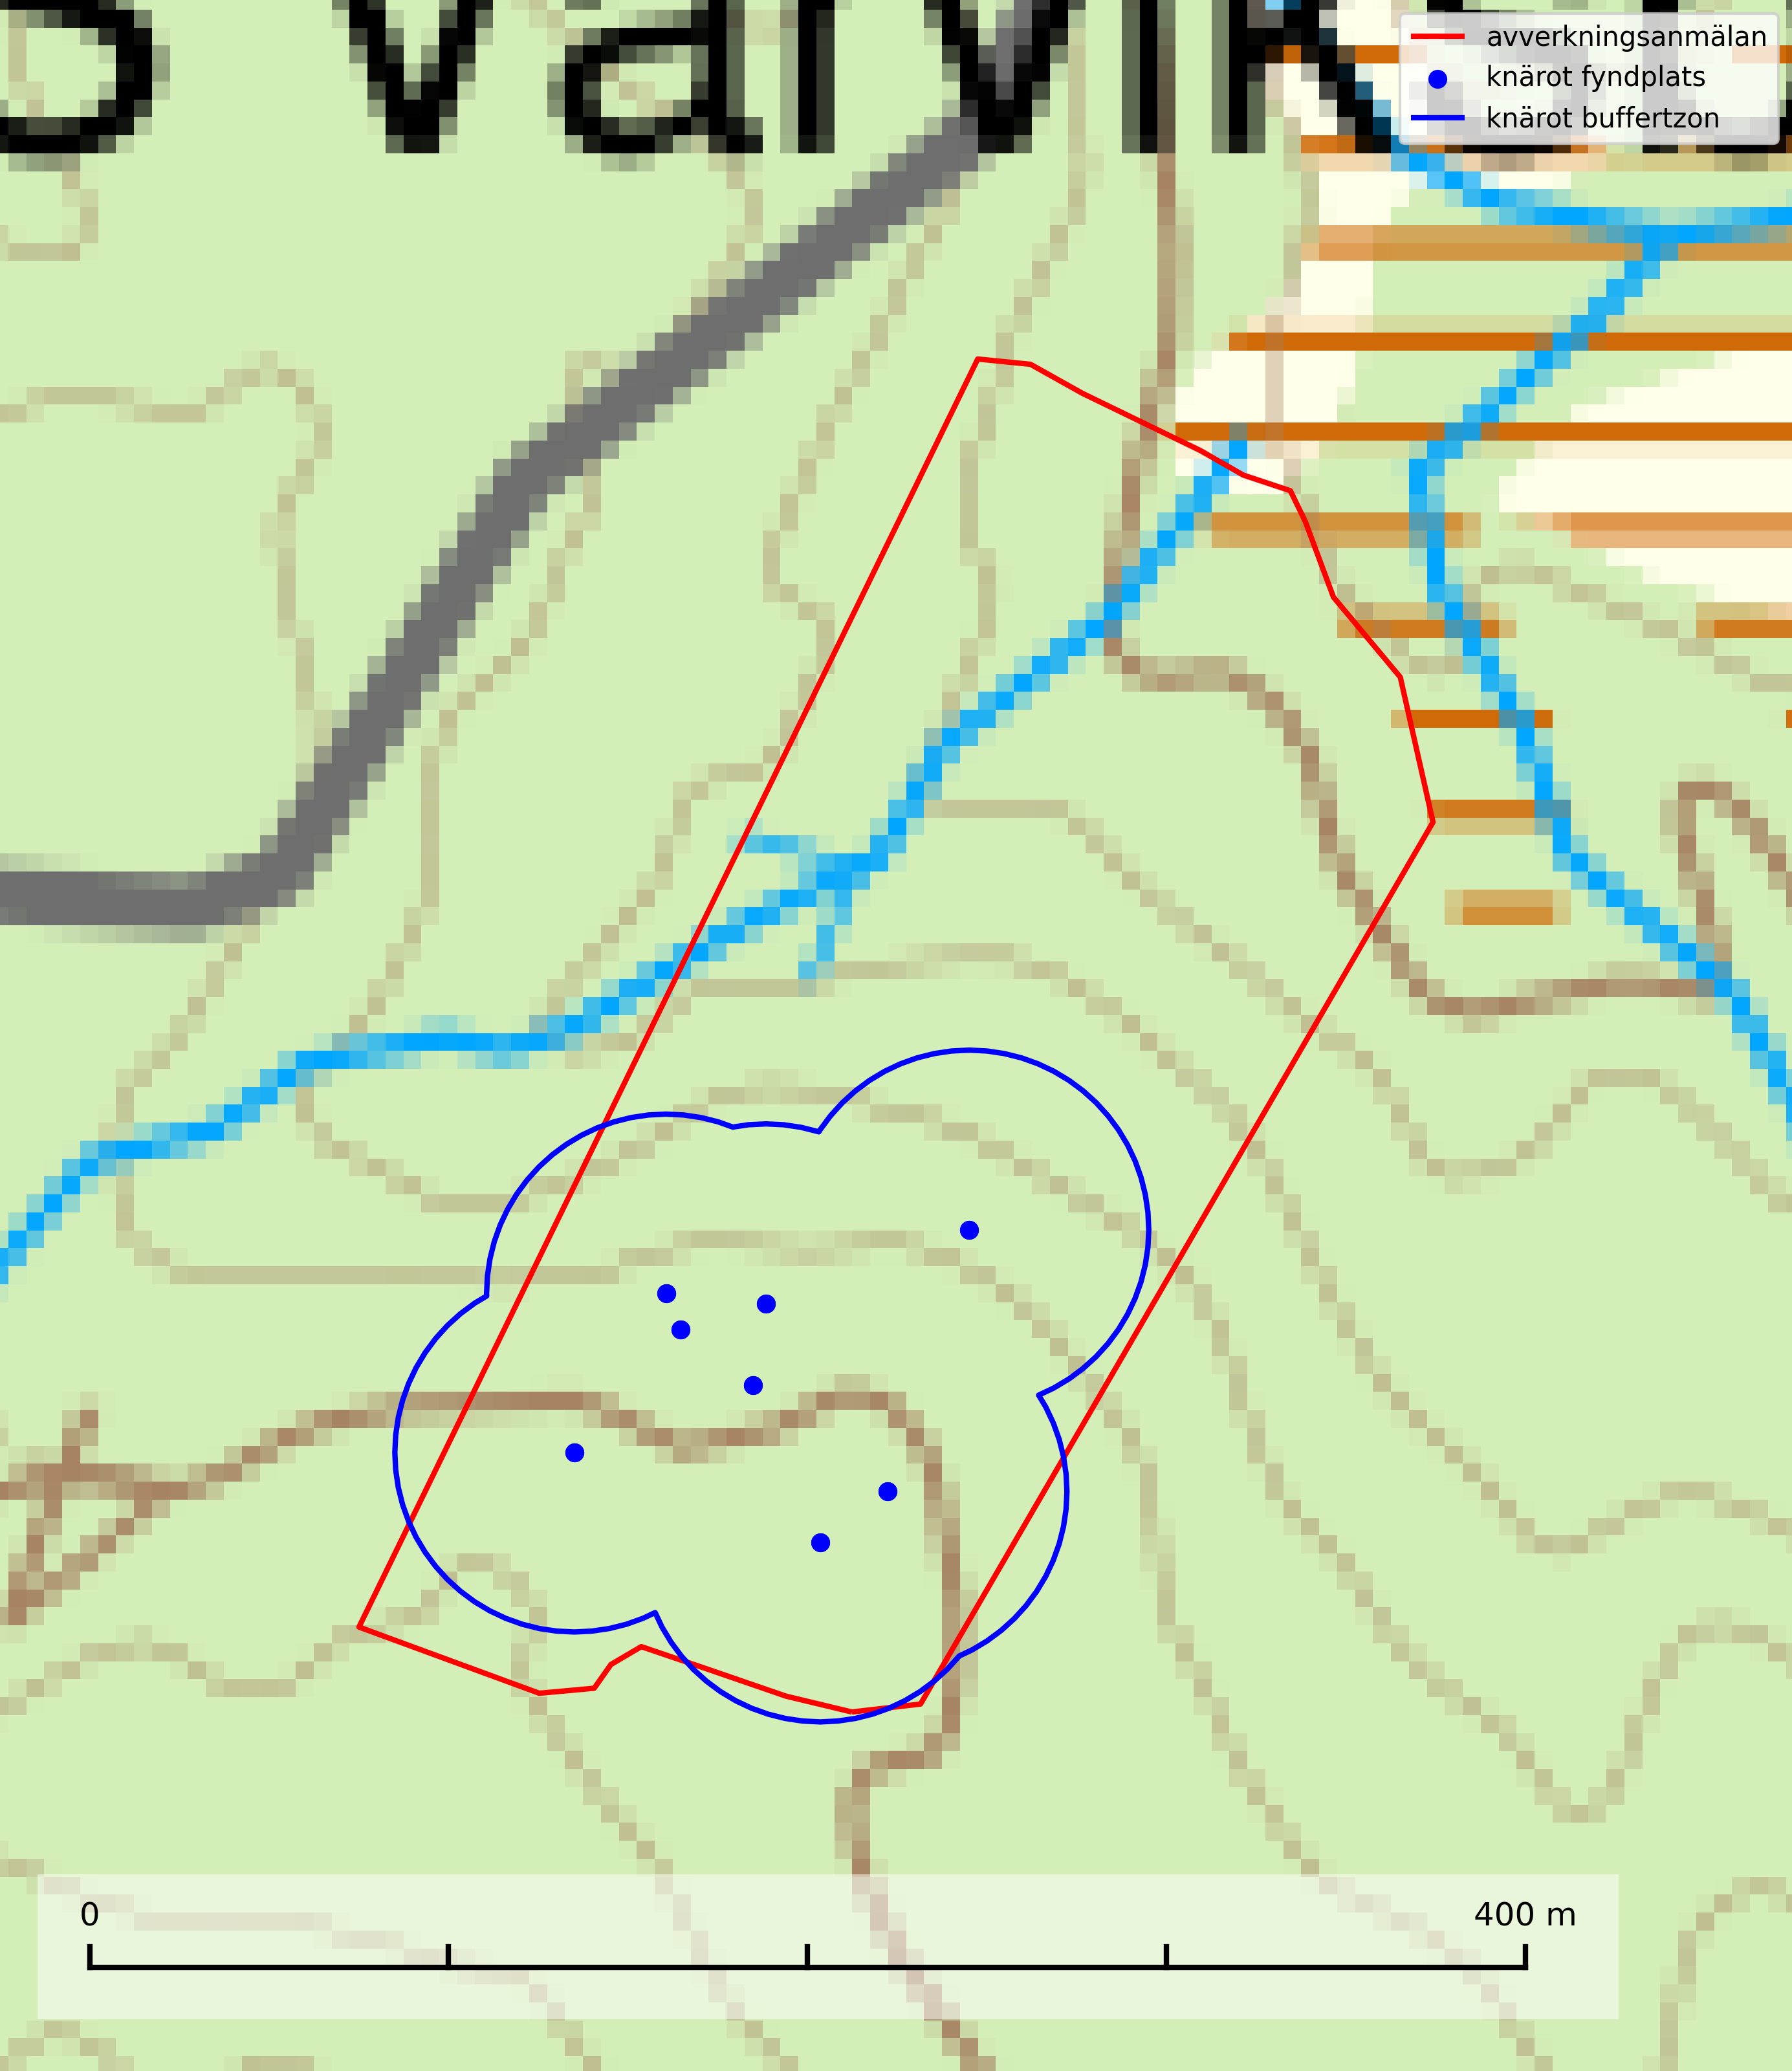 avverkningsanmälan
knärot fyndplats
knärot buffertzon
0
400 m